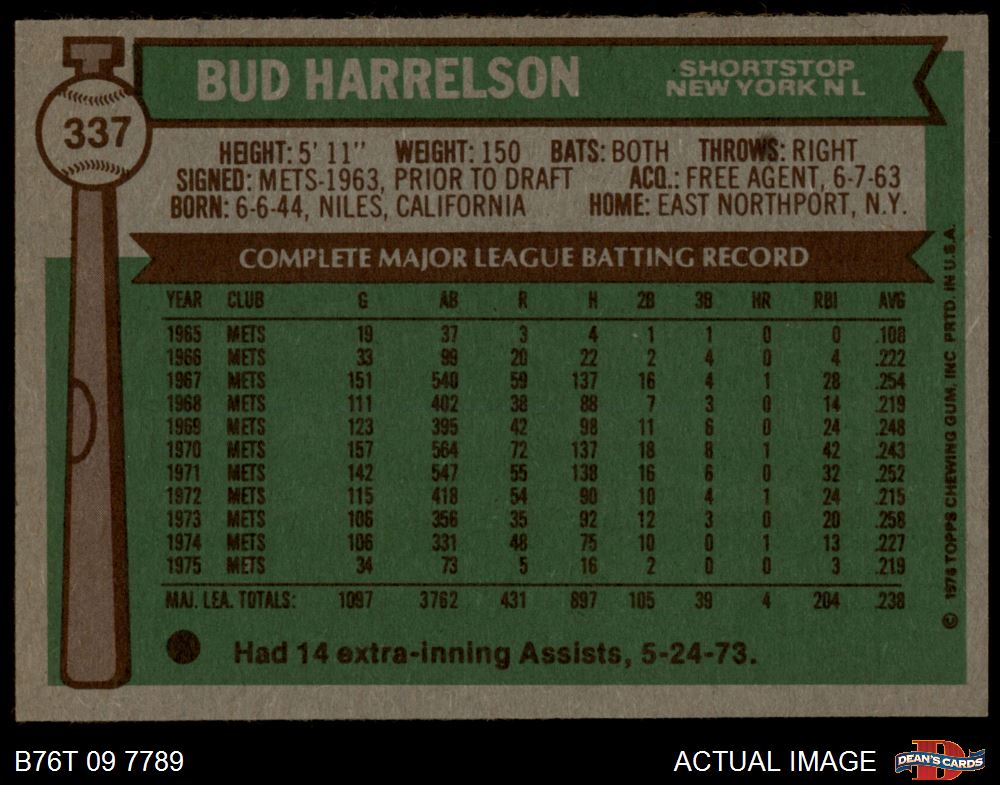 337
BUD HARRELSON
SHORTSTOP
NEW YORK N L
HEIGHT: 5' 11" WEIGHT: 150 BATS: BOTH THROWS: RIGHT
SIGNED: METS-1963, PRIOR TO DRAFT ACQ.: FREE AGENT, 6-7-63
BORN: 6-6-44, NILES, CALIFORNIA HOME: EAST NORTHPORT, N.Y.
COMPLETE MAJOR LEAGUE BATTING RECORD
YEAR CLUB G AB R H 2B 3B HR RBI AVG
1965 METS 19 37 3 4 1 1 0 0 .108
1966 METS 33 99 20 22 2 4 0 4 .222
1967 METS 151 540 59 137 16 4 1 28 .254
1968 METS 111 402 38 88 7 3 0 14 .219
1969 METS 123 395 42 98 11 6 0 24 .248
1970 METS 157 564 72 137 18 8 1 42 .243
1971 METS 142 547 55 138 16 6 0 32 .252
1972 METS 115 418 54 90 10 4 1 24 .215
1973 METS 106 356 35 92 12 3 0 20 .258
1974 METS 106 331 48 75 10 0 1 13 .227
1975 METS 34 73 5 16 2 0 0 3 .219
MAJ. LEA. TOTALS: 1097 3762 431 897 105 39 4 204 .238
Had 14 extra-inning Assists, 5-24-73.
© 1976 TOPPS CHEWING GUM, INC PRTD. IN U.S.A.
B76T 09 7789
ACTUAL IMAGE
D
DEAN'S CARDS